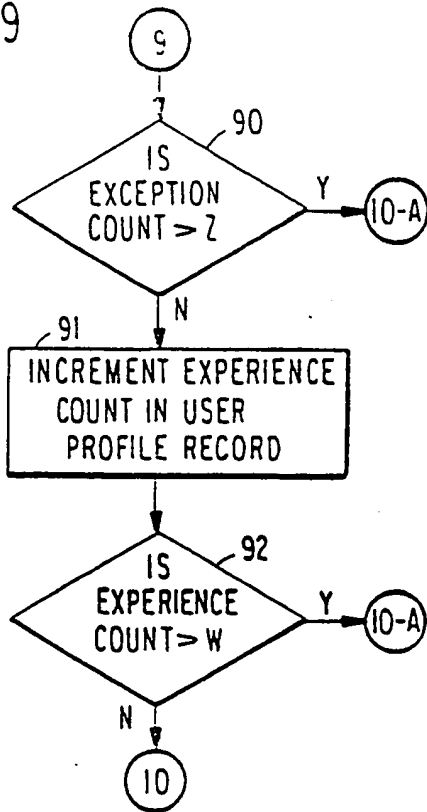 9
9
90
IS
EXCEPTION
COUNT > Z
Y
10-A
N
91
INCREMENT EXPERIENCE
COUNT IN USER
PROFILE RECORD
92
IS
EXPERIENCE
COUNT > W
Y
10-A
N
10